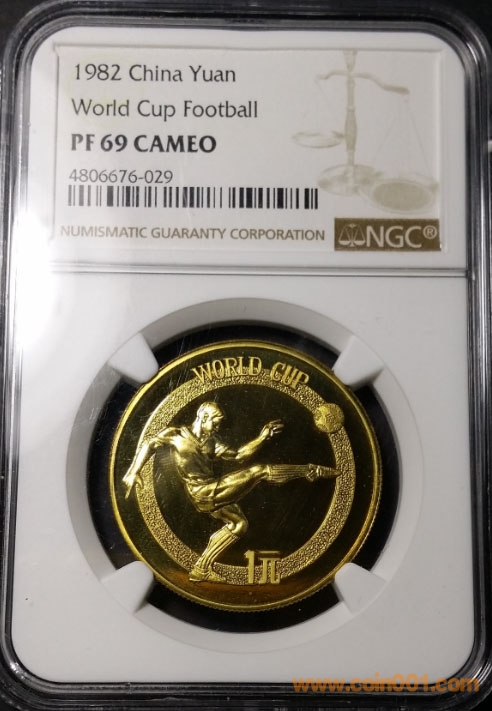 1982 China Yuan
World Cup Football
PF 69 CAMEO
4806676-029
NUMISMATIC GUARANTY CORPORATION
NGC®
WORLD CUP
1元
www.coin001.com